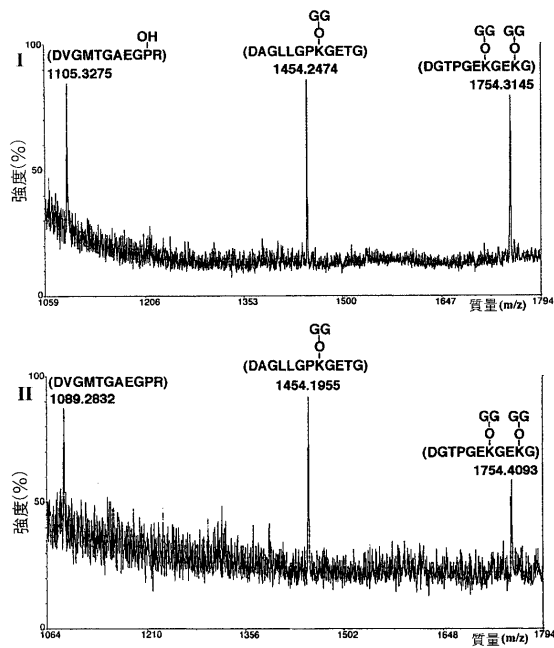 I
OH
(DVGMTGAEGPR)
1105.3275
GG
O
(DAGLLGPKGETG)
1454.2474
GG GG
O O
(DGTPGEKGEKG)
1754.3145
100
50
0
強度(%)
1059 1206 1353 1500 1647 1794
質量(m/z)
II
(DVGMTGAEGPR)
1089.2832
GG
O
(DAGLLGPKGETG)
1454.1955
GG GG
O O
(DGTPGEKGEKG)
1754.4093
100
50
0
強度(%)
1064 1210 1356 1502 1648 1794
質量(m/z)